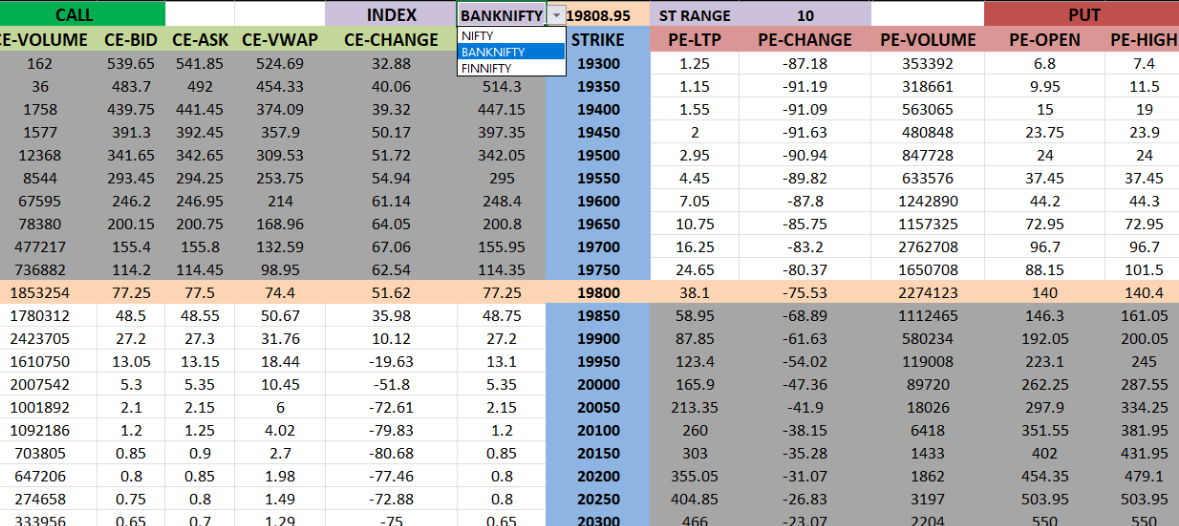 CALL INDEX BANKNIFTY 19808.95 ST RANGE 10 PUT
CE-VOLUME CE-BID CE-ASK CE-VWAP CE-CHANGE STRIKE PE-LTP PE-CHANGE PE-VOLUME PE-OPEN PE-HIGH
NIFTY
BANKNIFTY
FINNIFTY
162 539.65 541.85 524.69 32.88 19300 1.25 -87.18 353392 6.8 7.4
36 483.7 492 454.33 40.06 514.3 19350 1.15 -91.19 318661 9.95 11.5
1758 439.75 441.45 374.09 39.32 447.15 19400 1.55 -91.09 563065 15 19
1577 391.3 392.45 357.9 50.17 397.35 19450 2 -91.63 480848 23.75 23.9
12368 341.65 342.65 309.53 51.72 342.05 19500 2.95 -90.94 847728 24 24
8544 293.45 294.25 253.75 54.94 295 19550 4.45 -89.82 633576 37.45 37.45
67595 246.2 246.95 214 61.14 248.4 19600 7.05 -87.8 1242890 44.2 44.3
78380 200.15 200.75 168.96 64.05 200.8 19650 10.75 -85.75 1157325 72.95 72.95
477217 155.4 155.8 132.59 67.06 155.95 19700 16.25 -83.2 2762708 96.7 96.7
736882 114.2 114.45 98.95 62.54 114.35 19750 24.65 -80.37 1650708 88.15 101.5
1853254 77.25 77.5 74.4 51.62 77.25 19800 38.1 -75.53 2274123 140 140.4
1780312 48.5 48.55 50.67 35.98 48.75 19850 58.95 -68.89 1112465 146.3 161.05
2423705 27.2 27.3 31.76 10.12 27.2 19900 87.85 -61.63 580234 192.05 200.05
1610750 13.05 13.15 18.44 -19.63 13.1 19950 123.4 -54.02 119008 223.1 245
2007542 5.3 5.35 10.45 -51.8 5.35 20000 165.9 -47.36 89720 262.25 287.55
1001892 2.1 2.15 6 -72.61 2.15 20050 213.35 -41.9 18026 297.9 334.25
1092186 1.2 1.25 4.02 -79.83 1.2 20100 260 -38.15 6418 351.55 381.95
703805 0.85 0.9 2.7 -80.68 0.85 20150 303 -35.28 1433 402 431.95
647206 0.8 0.85 1.98 -77.46 0.8 20200 355.05 -31.07 1862 454.35 479.1
274658 0.75 0.8 1.49 -72.88 0.8 20250 404.85 -26.83 3197 503.95 503.95
333956 0.65 0.7 1.29 -75 0.65 20300 466 -23.07 2204 550 550